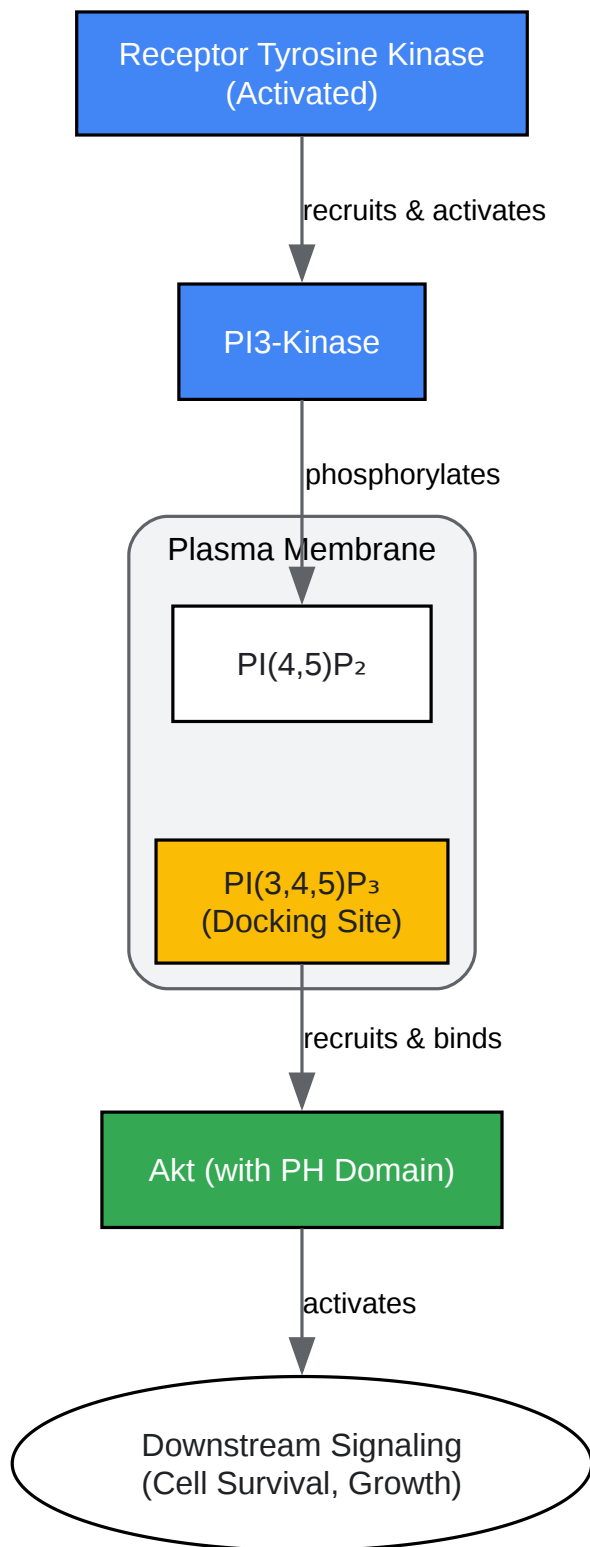 Receptor Tyrosine Kinase
(Activated)
recruits & activates
PI3-Kinase
phosphorylates
Plasma Membrane
PI(4,5)P₂
PI(3,4,5)P₃
(Docking Site)
recruits & binds
Akt (with PH Domain)
activates
Downstream Signaling
(Cell Survival, Growth)